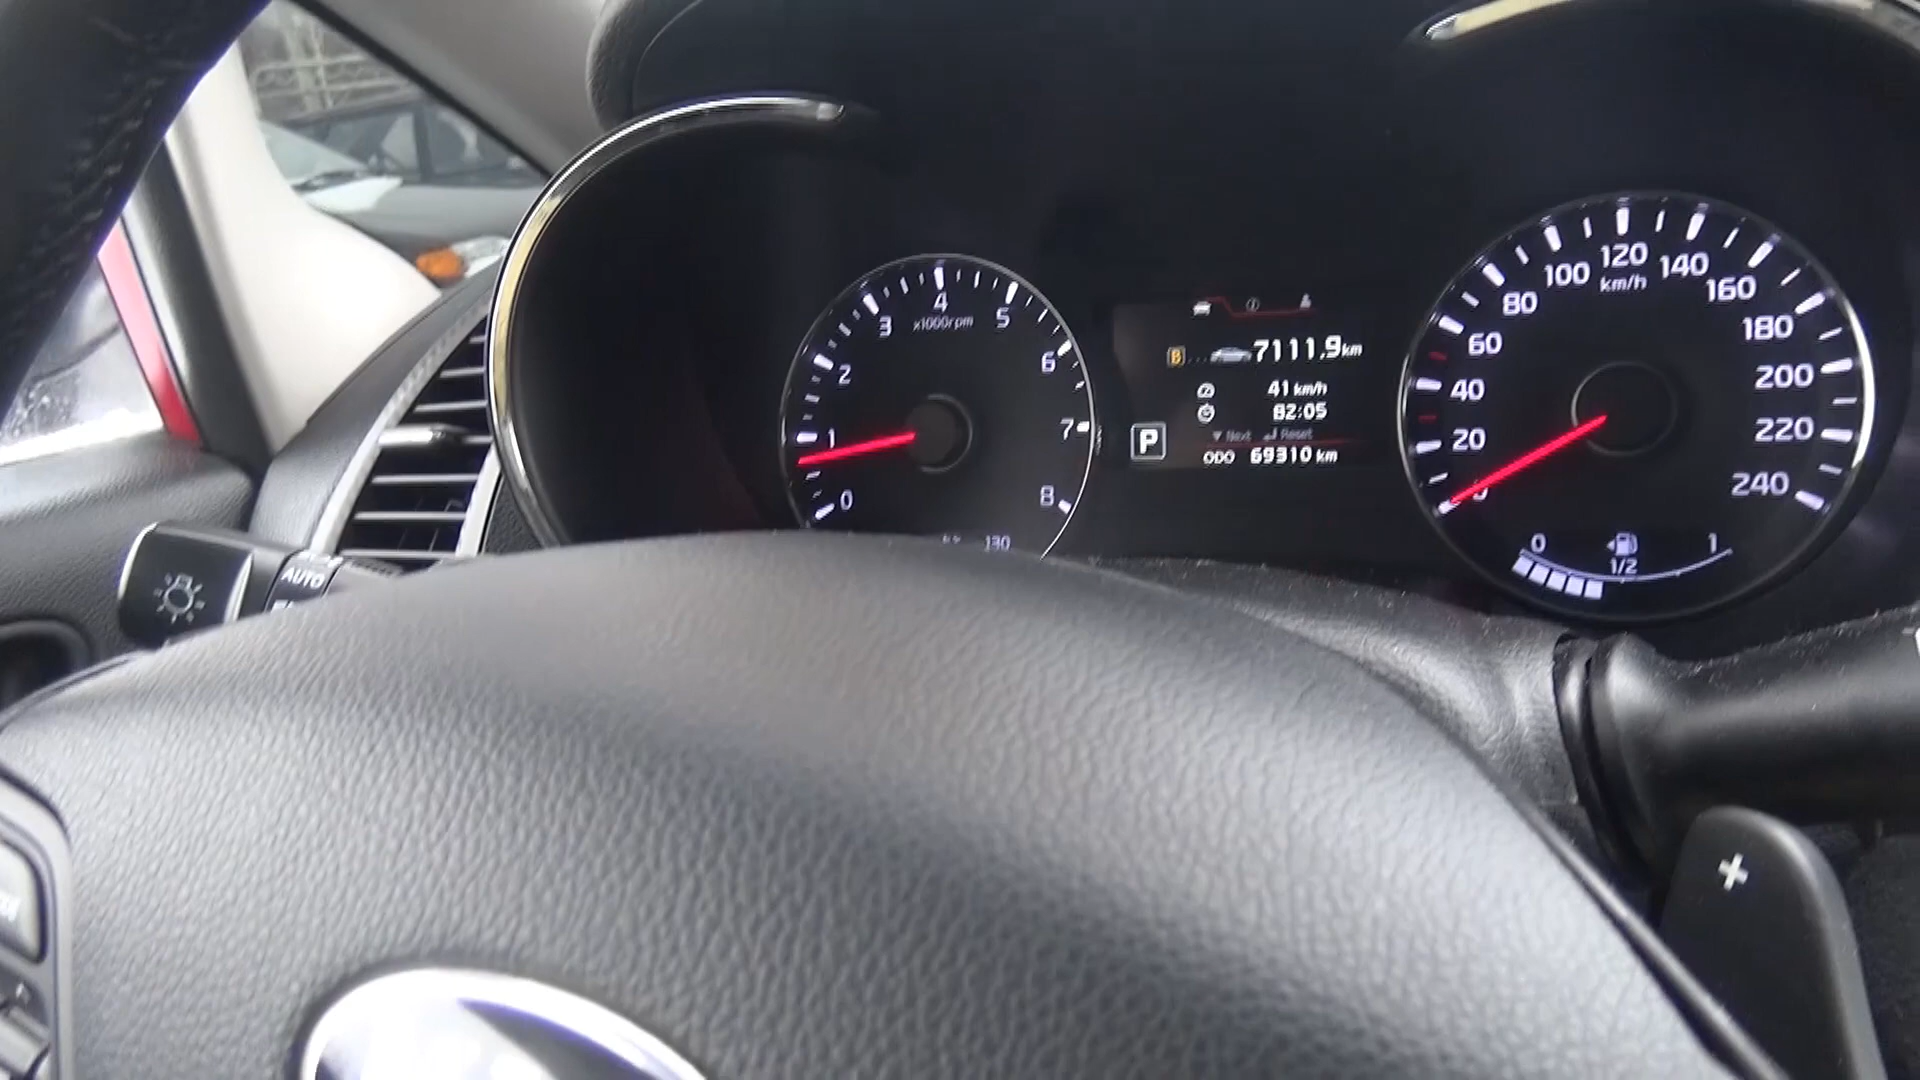 0
1
2
3
4
5
6
7
8
x1000rpm
130
B
7111.9km
41 km/h
82:05
Next
Reset
P
ODO 69310 km
20
40
60
80
100
120
140
160
180
200
220
240
km/h
0
1/2
1
AUTO
+